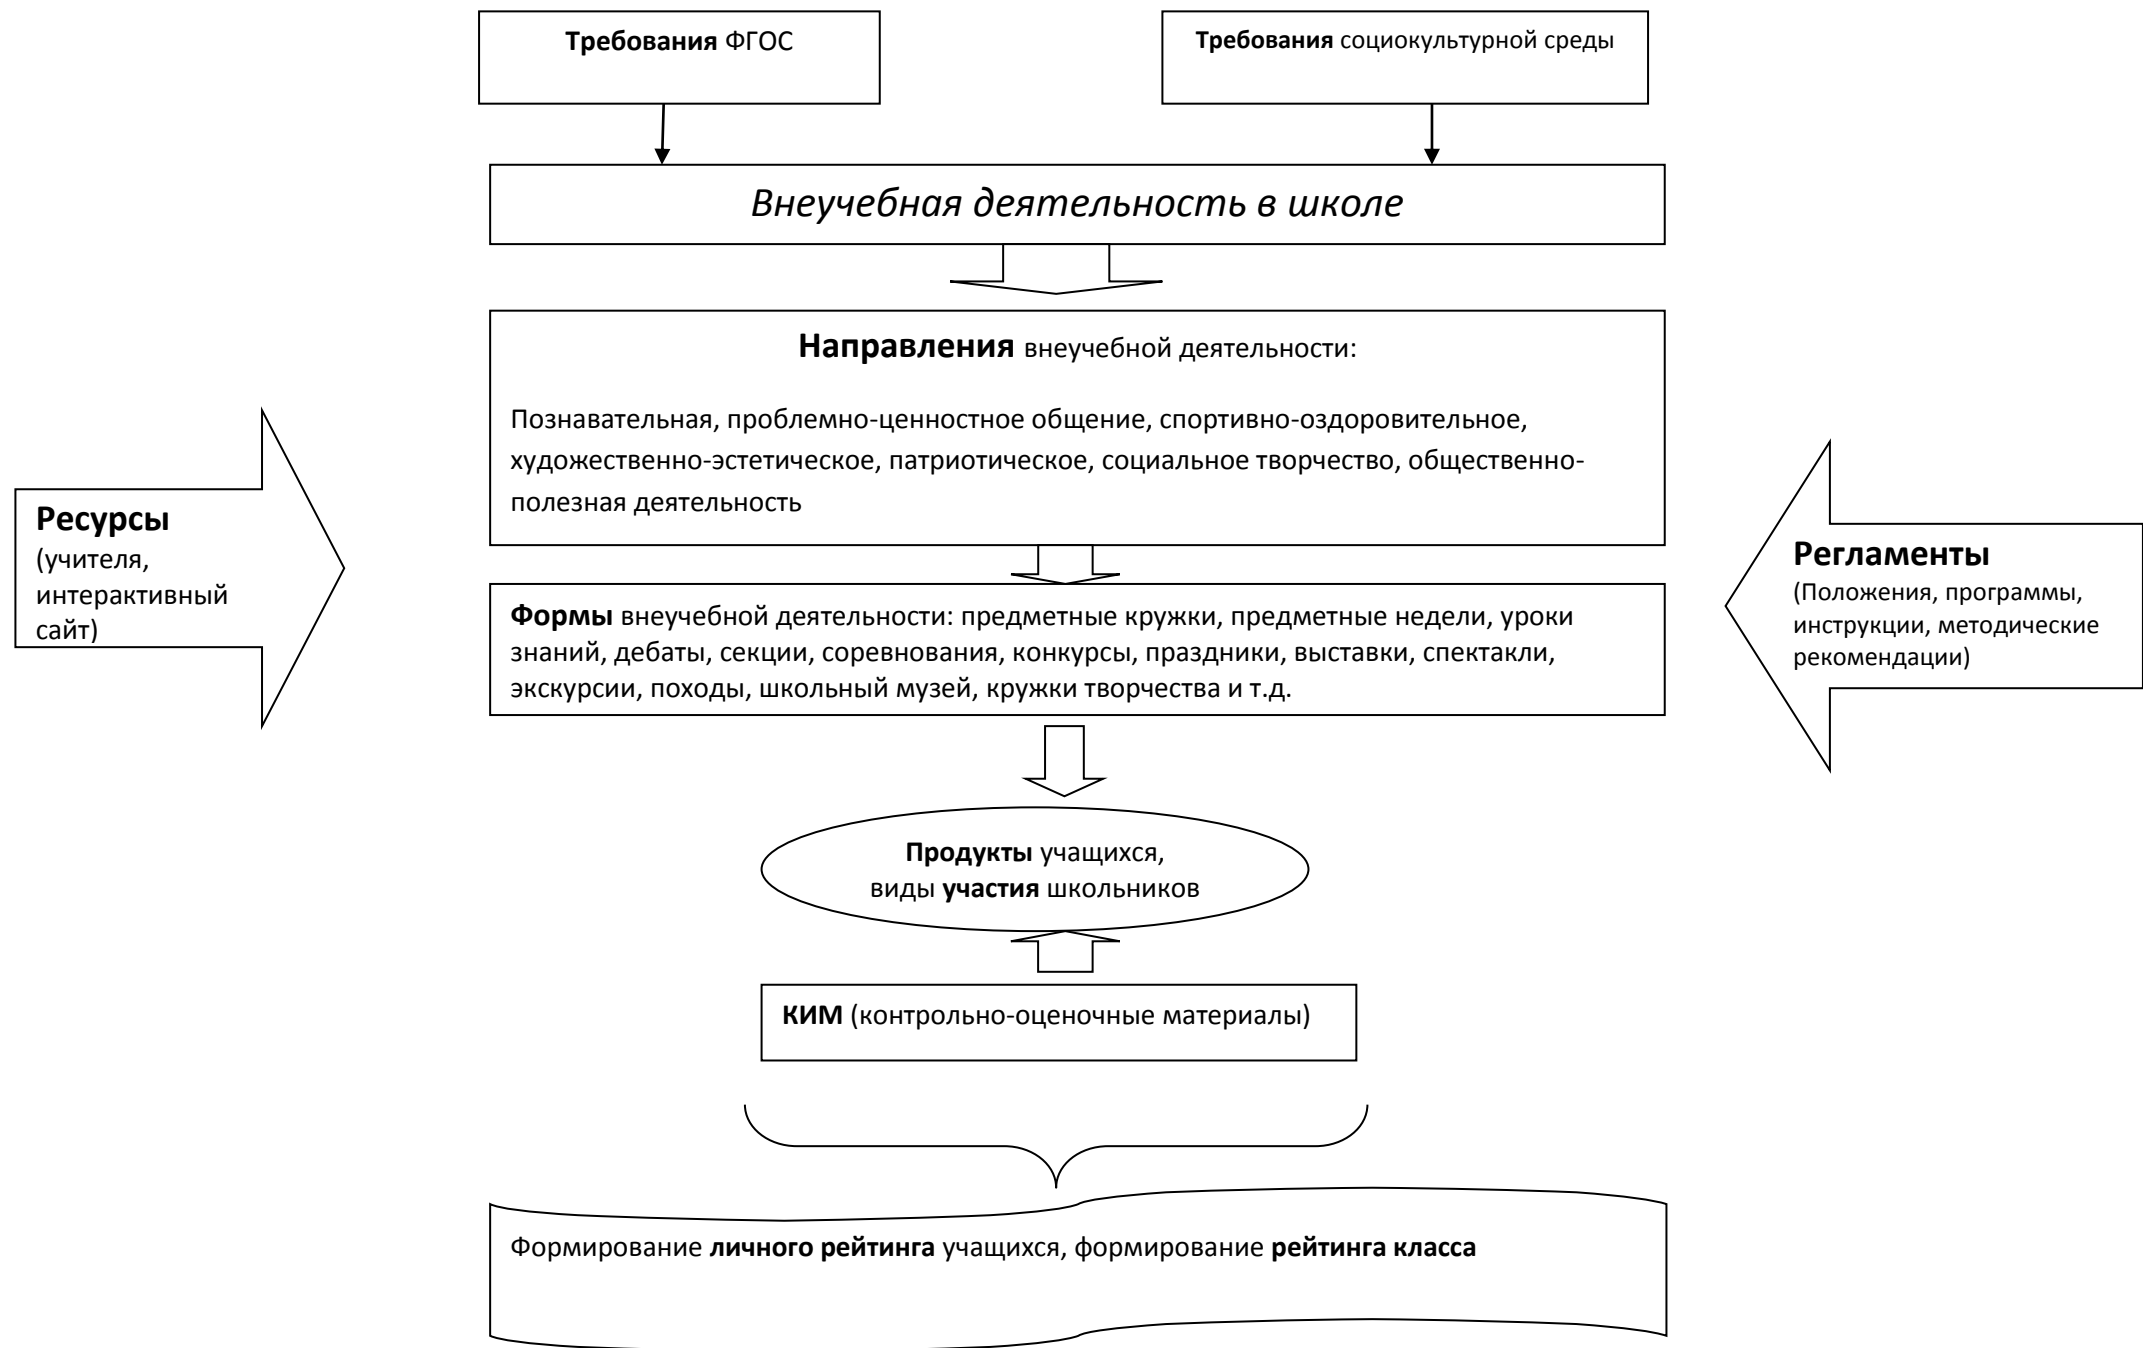 Требования ФГОС
Требования социокультурной среды
Внеучебная деятельность в школе
Направления внеучебной деятельности:
Познавательная, проблемно-ценностное общение, спортивно-оздоровительное,
художественно-эстетическое, патриотическое, социальное творчество, общественно-
полезная деятельность
Ресурсы
(учителя,
интерактивный
сайт)
Регламенты
(Положения, программы,
инструкции, методические
рекомендации)
Формы внеучебной деятельности: предметные кружки, предметные недели, уроки
знаний, дебаты, секции, соревнования, конкурсы, праздники, выставки, спектакли,
экскурсии, походы, школьный музей, кружки творчества и т.д.
Продукты учащихся,
виды участия школьников
КИМ (контрольно-оценочные материалы)
Формирование личного рейтинга учащихся, формирование рейтинга класса